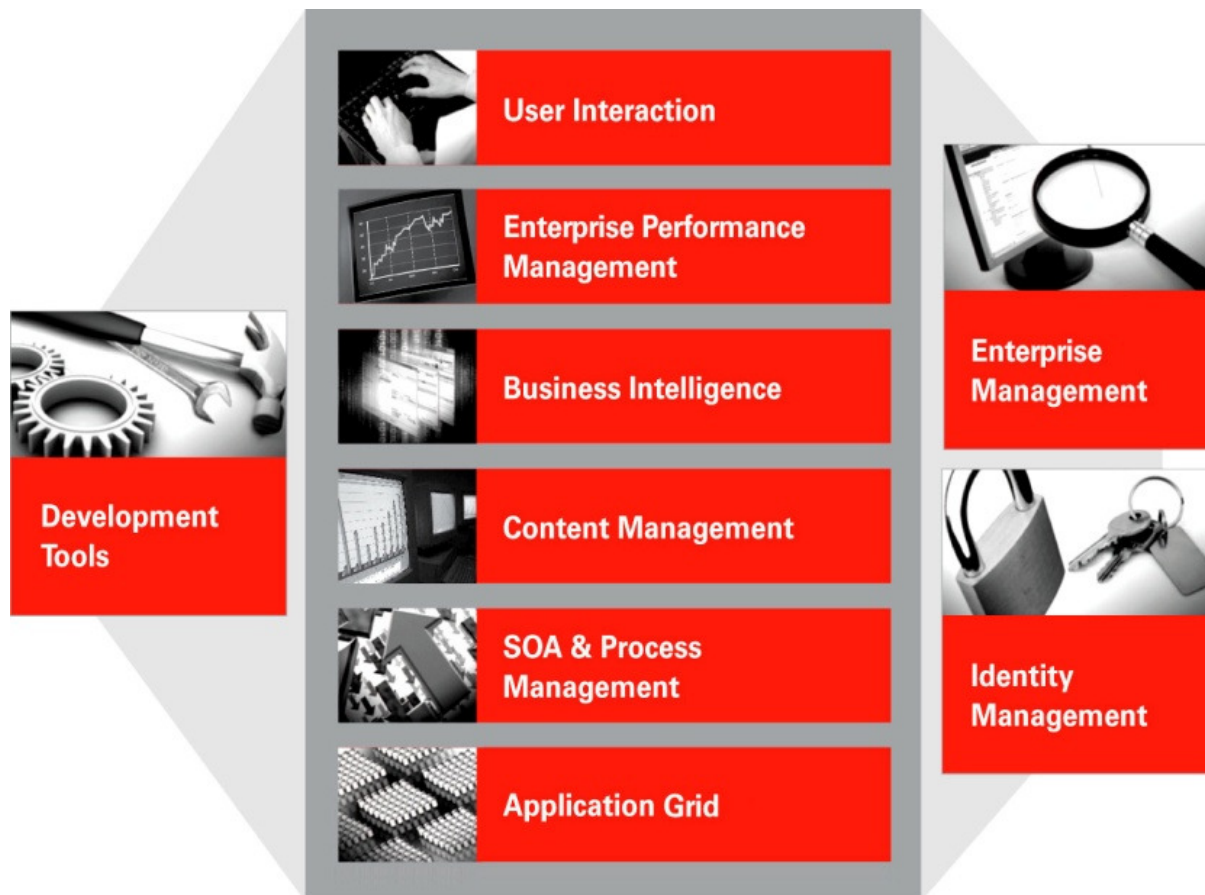 Development
Tools
User Interaction
Enterprise Performance
Management
Business Intelligence
Content Management
SOA & Process
Management
Application Grid
Enterprise
Management
Identity
Management